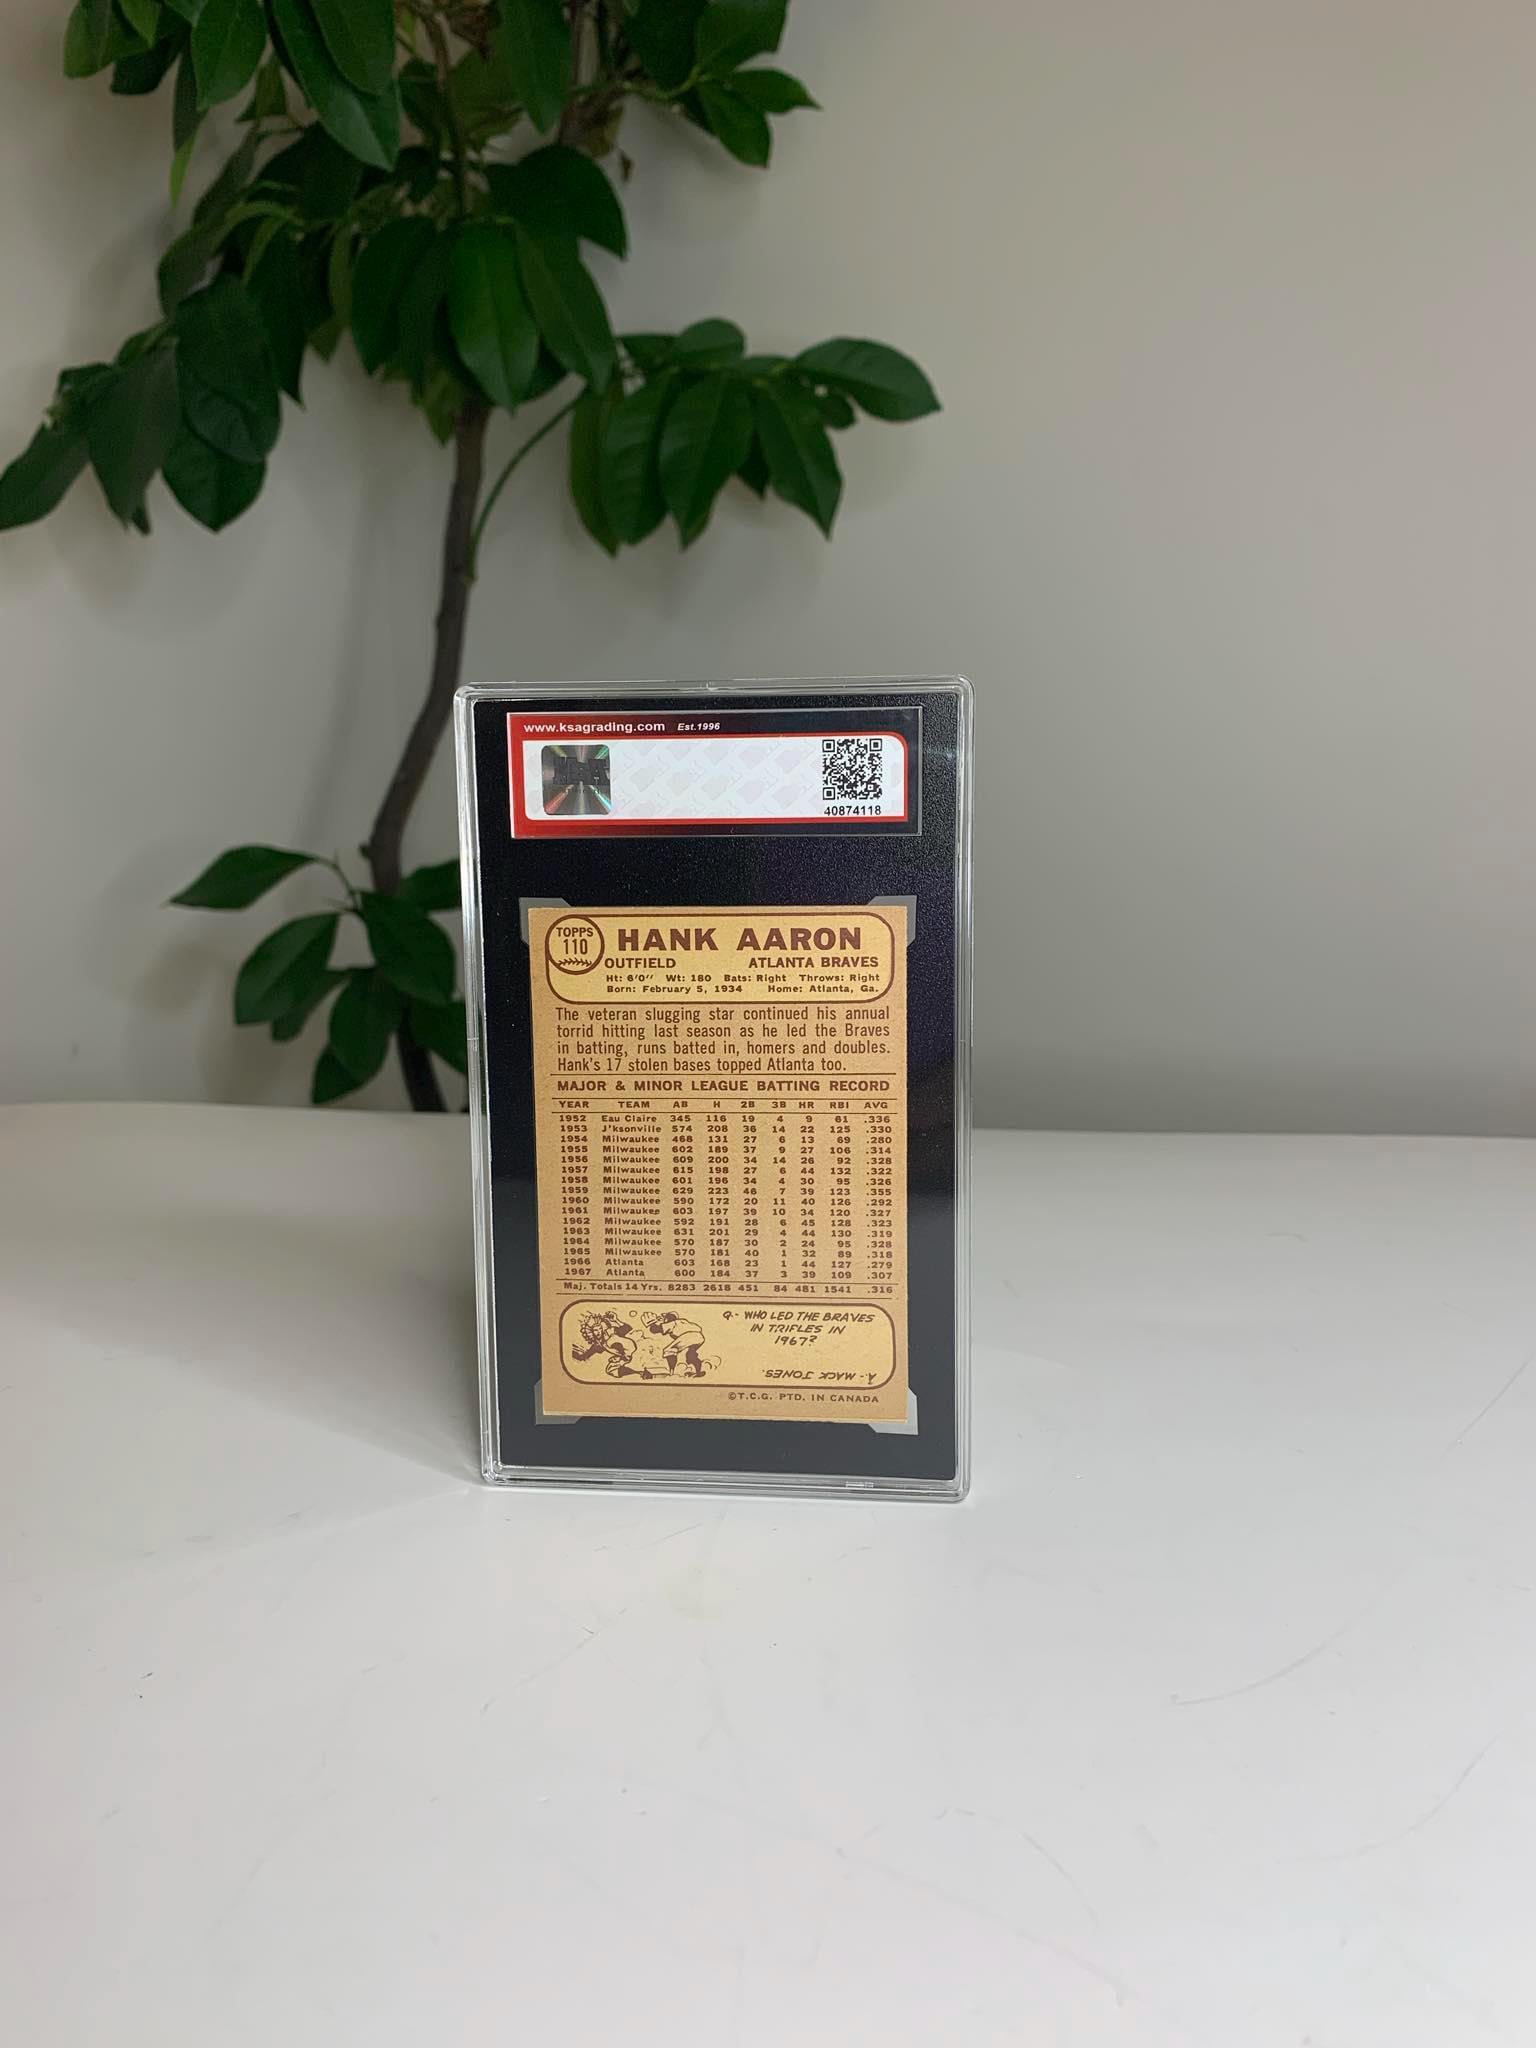 www.ksagrading.com Est.1996
40874118
TOPPS
110
HANK AARON
OUTFIELD ATLANTA BRAVES
Ht: 6'0" Wt: 180 Bats: Right Throws: Right
Born: February 5, 1934 Home: Atlanta, Ga.
The veteran slugging star continued his annual
torrid hitting last season as he led the Braves
in batting, runs batted in, homers and doubles.
Hank's 17 stolen bases topped Atlanta too.
MAJOR & MINOR LEAGUE BATTING RECORD
YEAR TEAM AB H 2B 3B HR RBI AVG
1952 Eau Claire 345 116 19 4 9 61 .336
1953 J'ksonville 574 208 36 14 22 125 .330
1954 Milwaukee 468 131 27 6 13 69 .280
1955 Milwaukee 602 189 37 9 27 106 .314
1956 Milwaukee 609 200 34 14 26 92 .328
1957 Milwaukee 615 198 27 6 44 132 .322
1958 Milwaukee 601 196 34 4 30 95 .326
1959 Milwaukee 629 223 46 7 39 123 .355
1960 Milwaukee 590 172 20 11 40 126 .292
1961 Milwaukee 603 197 39 10 34 120 .327
1962 Milwaukee 592 191 28 6 45 128 .323
1963 Milwaukee 631 201 29 4 44 130 .319
1964 Milwaukee 570 187 30 2 24 95 .328
1965 Milwaukee 570 181 40 1 32 89 .318
1966 Atlanta 603 168 23 1 44 127 .279
1967 Atlanta 600 184 37 3 39 109 .307
Maj. Totals 14 Yrs. 8283 2618 451 84 481 1541 .316
Q.- WHO LED THE BRAVES
IN TRIPLES IN
1967?
A.- MACK JONES.
©T.C.G. PTD. IN CANADA